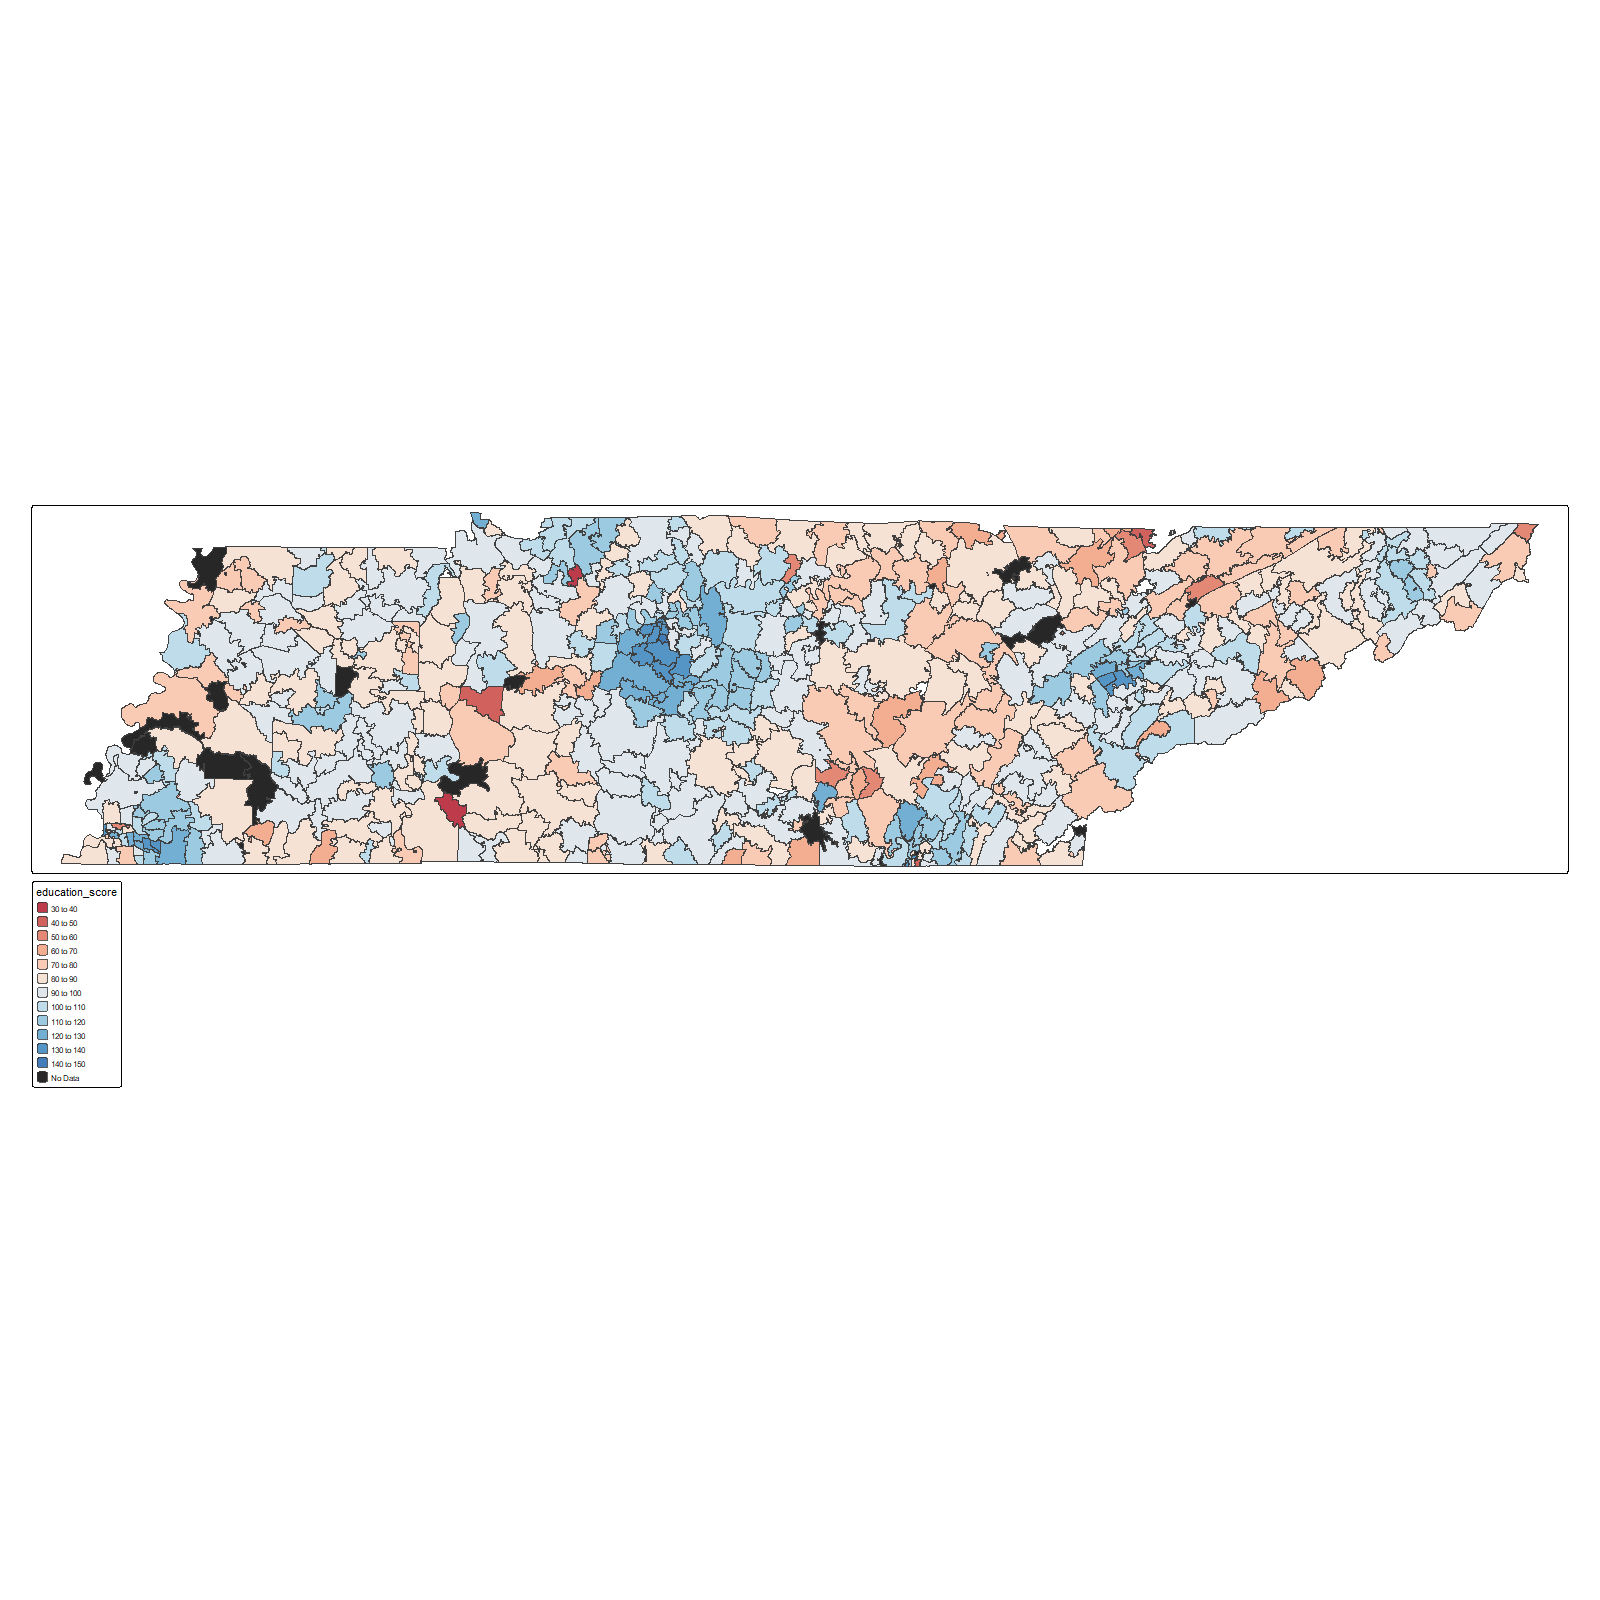 education_score
30 to 40
40 to 50
50 to 60
60 to 70
70 to 80
80 to 90
90 to 100
100 to 110
110 to 120
120 to 130
130 to 140
140 to 150
No Data